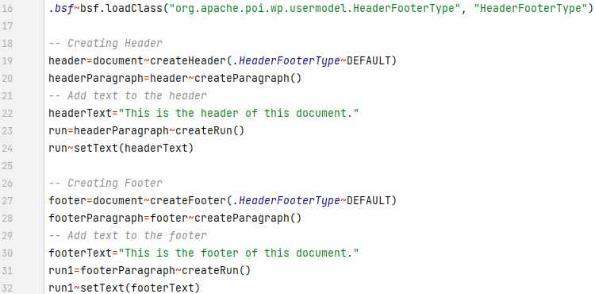 16 .bsf~bsf.loadClass("org.apache.poi.wp.usermodel.HeaderFooterType", "HeaderFooterType")
17
18 -- Creating Header
19 header=document~createHeader(.HeaderFooterType~DEFAULT)
20 headerParagraph=header~createParagraph()
21 -- Add text to the header
22 headerText="This is the header of this document."
23 run=headerParagraph~createRun()
24 run~setText(headerText)
25
26 -- Creating Footer
27 footer=document~createFooter(.HeaderFooterType~DEFAULT)
28 footerParagraph=footer~createParagraph()
29 -- Add text to the footer
30 footerText="This is the footer of this document."
31 run1=footerParagraph~createRun()
32 run1~setText(footerText)